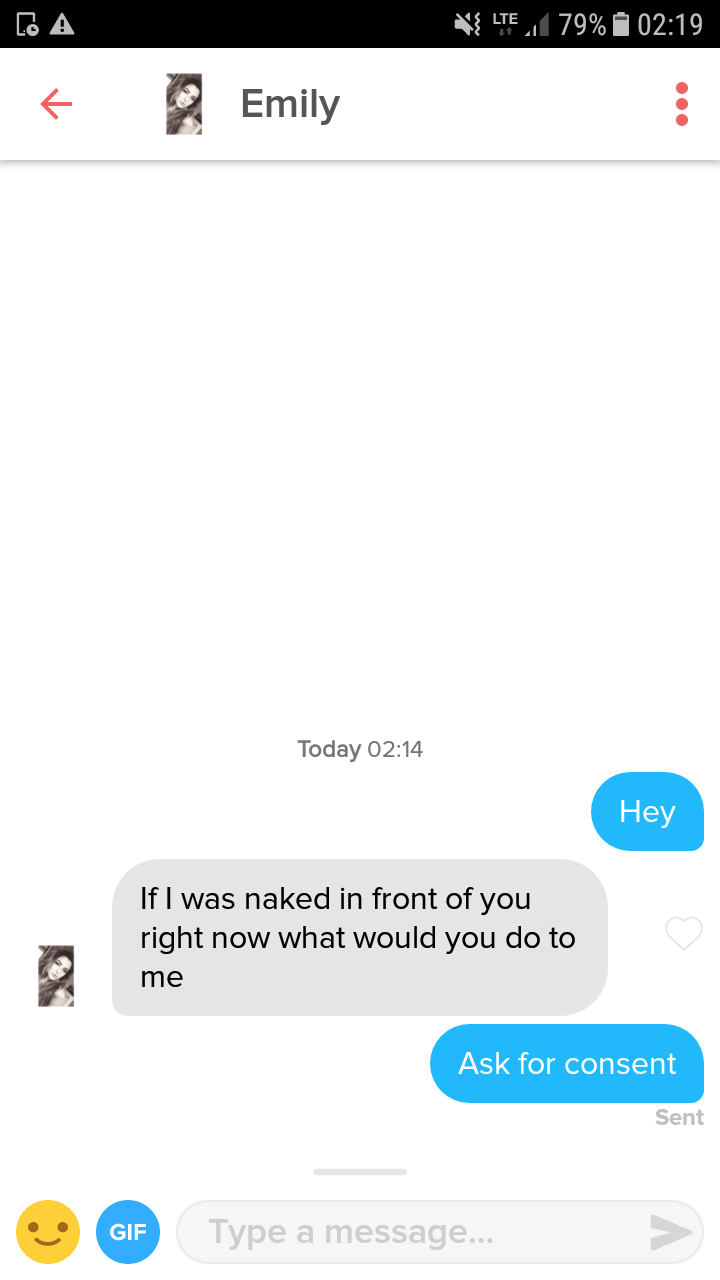 LTE 79% 02:19
Emily
Today 02:14
Hey
If I was naked in front of you
right now what would you do to
me
Ask for consent
Sent
GIF Type a message...